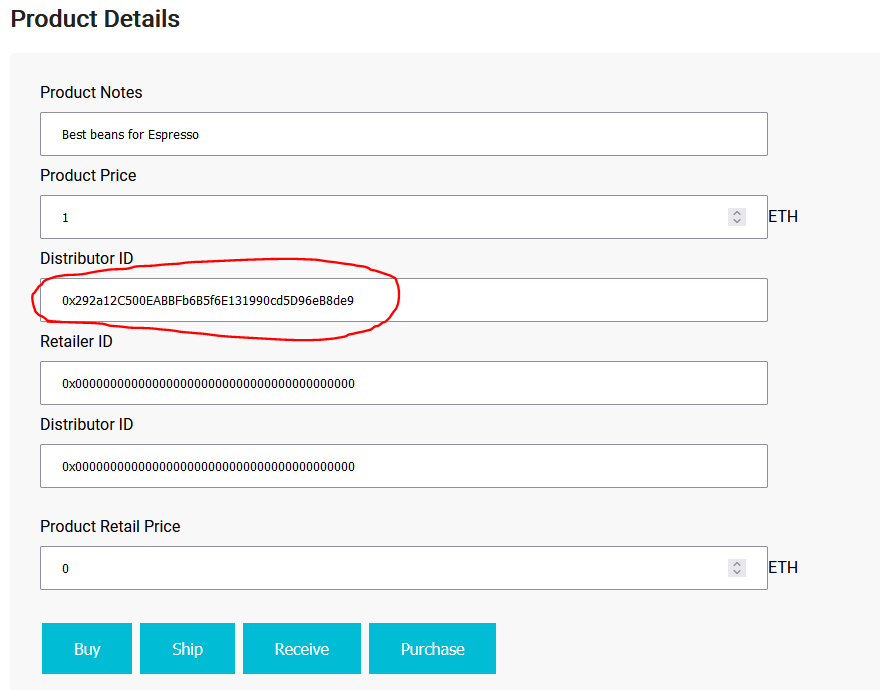 Product Details
Product Notes
Best beans for Espresso
Product Price
1
ETH
Distributor ID
0x292a12C500EABBFb6B5f6E131990cd5D96eB8de9
Retailer ID
0x0000000000000000000000000000000000000000
Distributor ID
0x0000000000000000000000000000000000000000
Product Retail Price
0
ETH
Buy Ship Receive Purchase